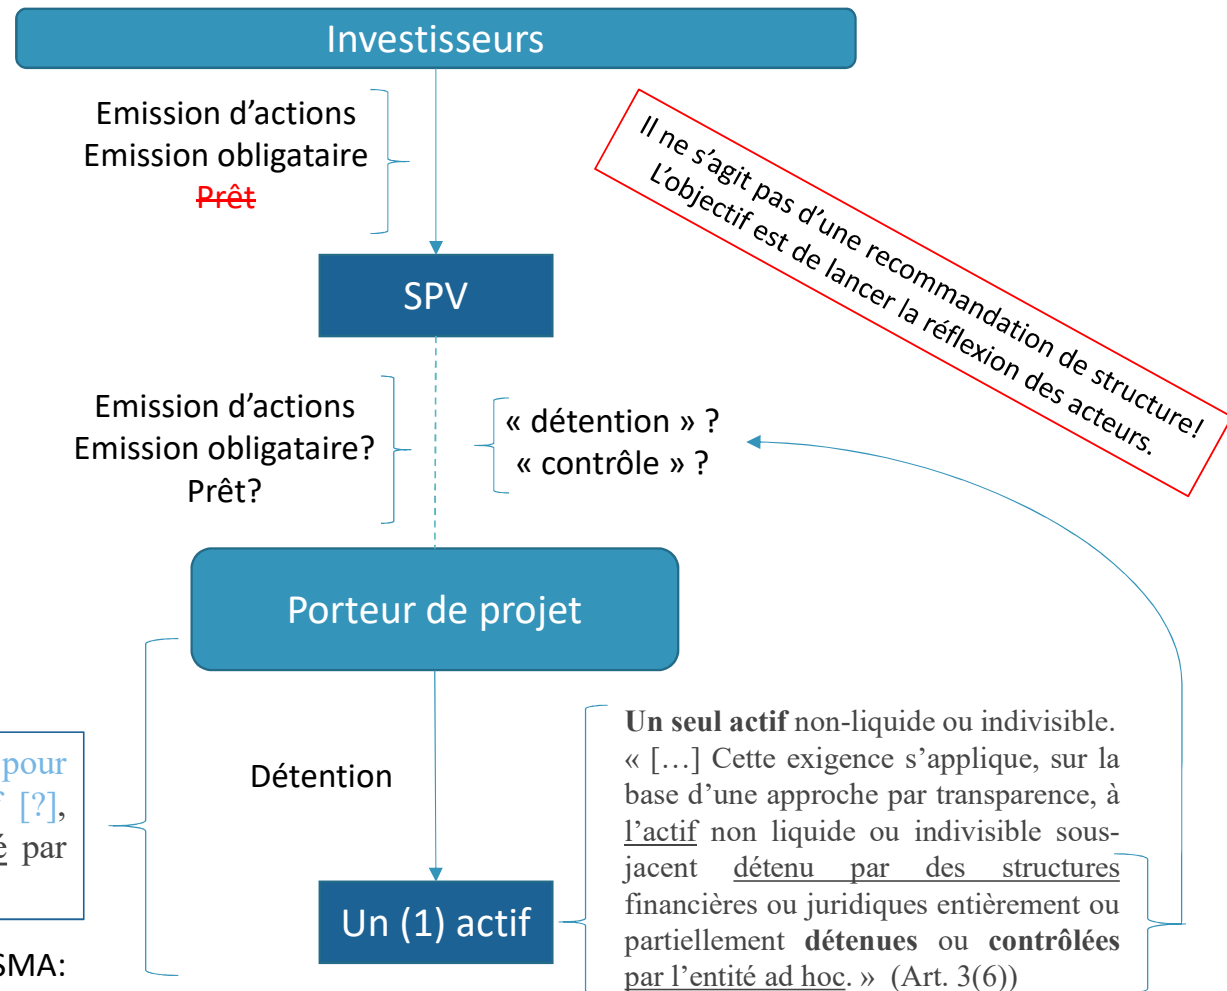 Investisseurs
Emission d'actions
Emission obligataire
Prêt
Il ne s'agit pas d'une recommandation de structure!
L'objectif est de lancer la réflexion des acteurs.
SPV
Emission d'actions
Emission obligataire?
Prêt?
« détention » ?
« contrôle » ?
Porteur de projet
Détention
Un (1) actif
Un seul actif non-liquide ou indivisible.
« […] Cette exigence s'applique, sur la
base d'une approche par transparence, à
l'actif non liquide ou indivisible sous-
jacent détenu par des structures
financières ou juridiques entièrement ou
partiellement détenues ou contrôlées
par l'entité ad hoc. » (Art. 3(6))
pour
[?],
par
SMA: